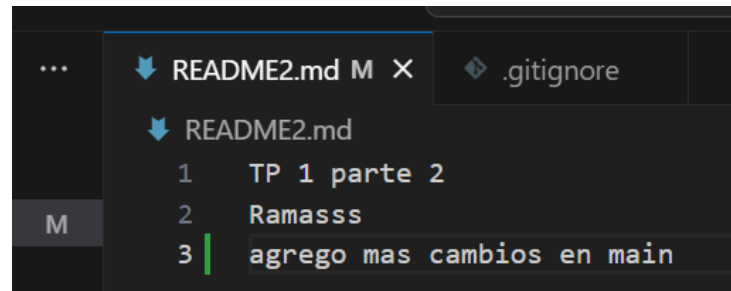 ... README2.md M X .gitignore
README2.md
1 TP 1 parte 2
M 2 Ramasss
3 agrego mas cambios en main